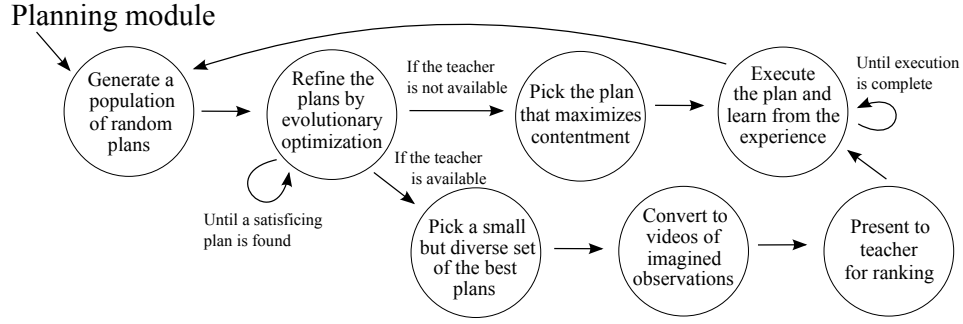 Planning module
Generate a
population
of random
plans
Refine the
plans by
evolutionary
optimization
If the teacher
is not available
Pick the plan
that maximizes
contentment
Execute
the plan and
learn from the
experience
Until execution
is complete
If the teacher
is available
Until a satisficing
plan is found
Pick a small
but diverse set
of the best
plans
Convert to
videos of
imagined
observations
Present to
teacher
for ranking